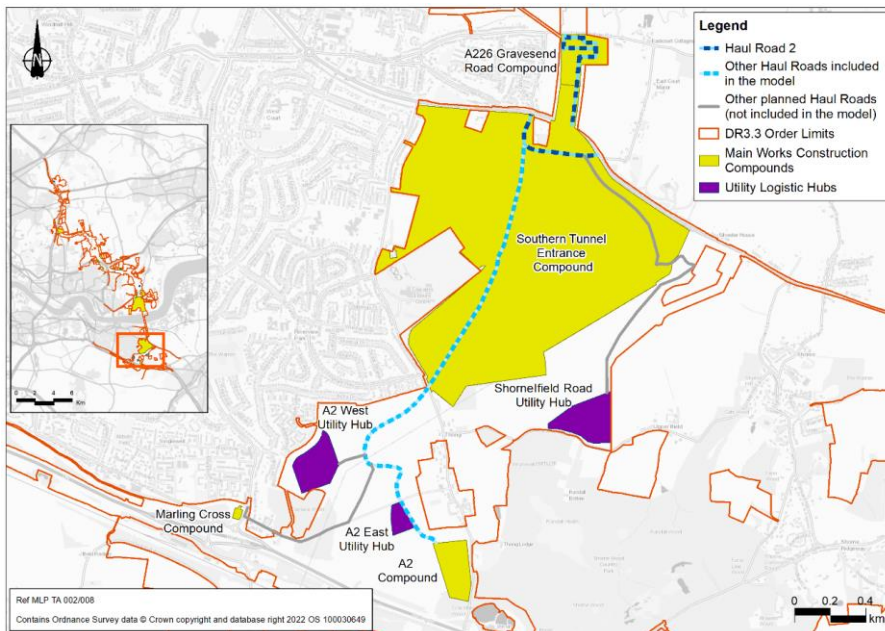 A226 Gravesend
Road Compound
Legend
Haul Road 2
Other Haul Roads included
in the model
Other planned Haul Roads
(not included in the model)
DR3.3 Order Limits
Main Works Construction
Compounds
Utility Logistic Hubs
N
Southern Tunnel
Entrance
Compound
Shornelfield Road
Utility Hub
A2 West
Utility Hub
Marling Cross
Compound
A2 East
Utility Hub
A2
Compound
0 2 4 6
Km
0 0.2 0.4
km
Ref MLP TA 002/008
Contains Ordnance Survey data © Crown copyright and database right 2022 OS 100030649